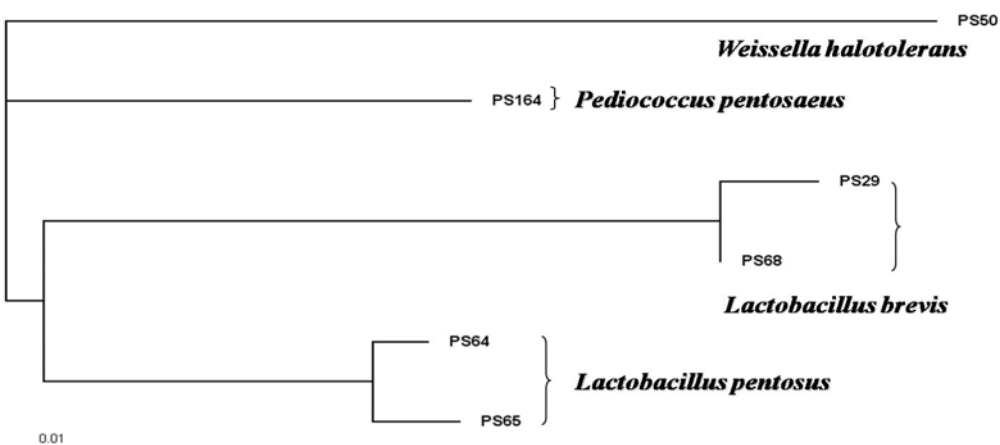 PS50
Weissella halotolerans
PS164 } Pediococcus pentosaeus
PS29
PS68
Lactobacillus brevis
PS64
Lactobacillus pentosus
PS65
0.01